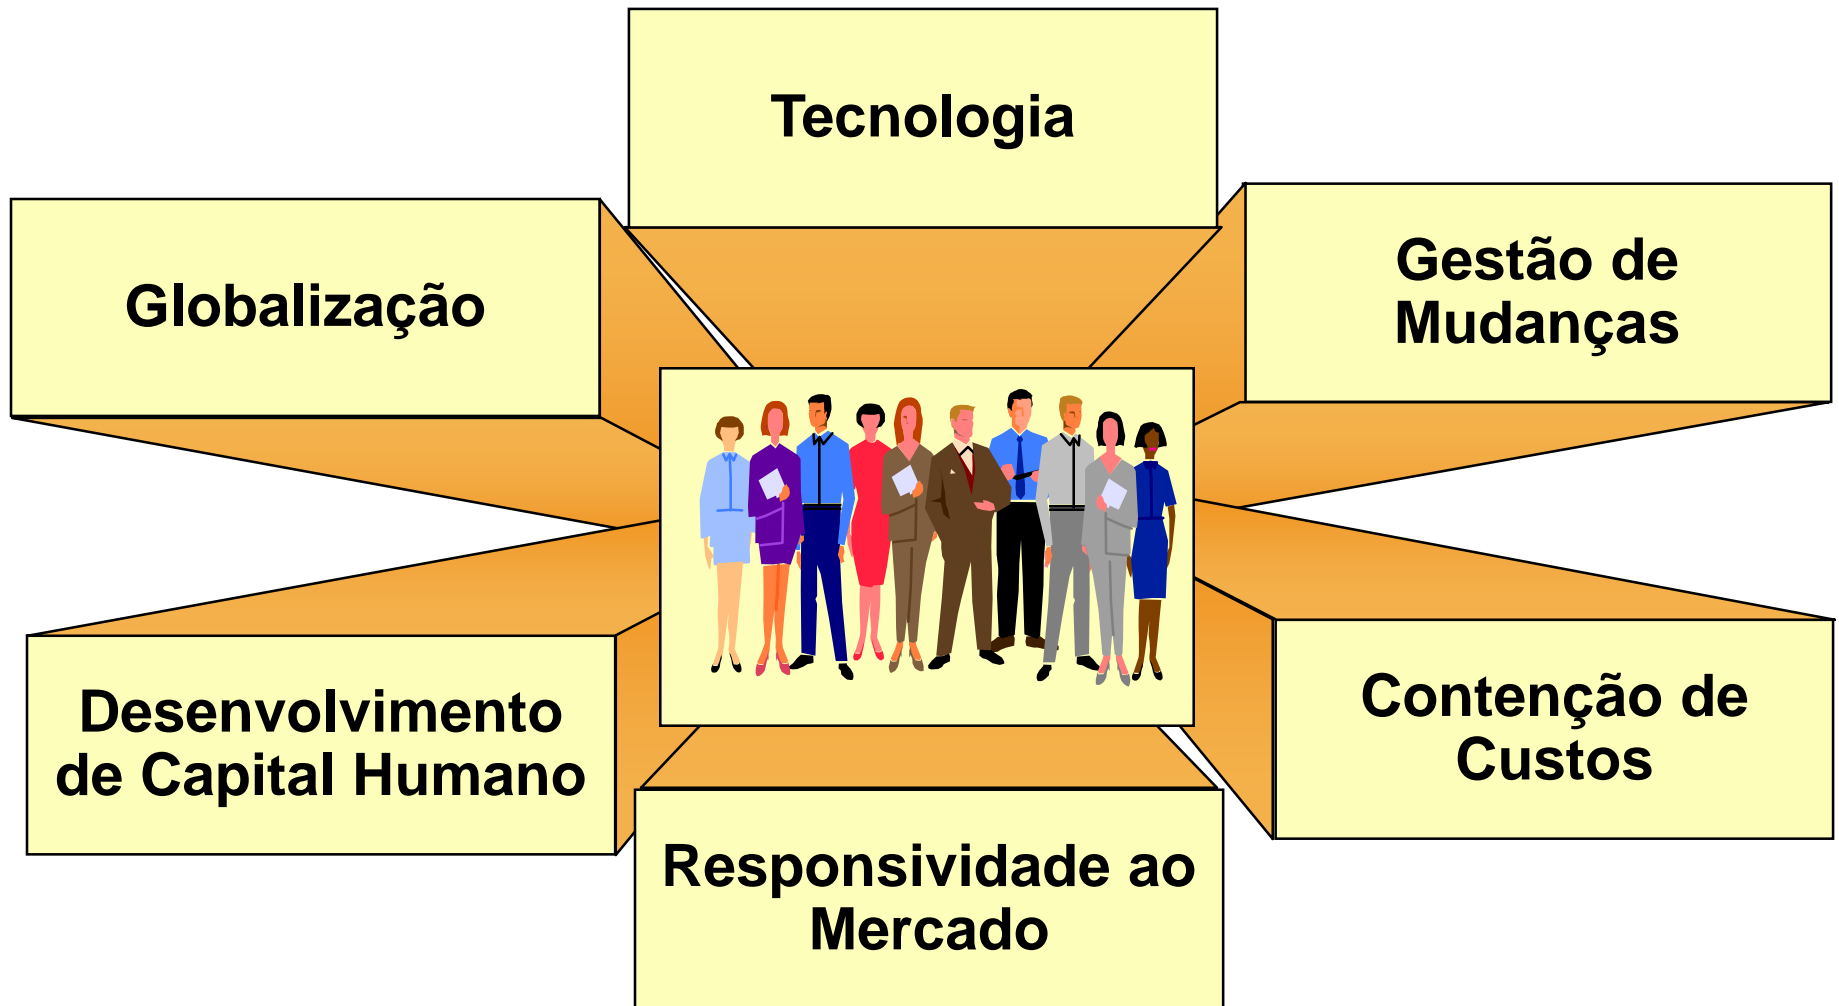 Tecnologia
Globalização
Gestão de
Mudanças
Desenvolvimento
de Capital Humano
Contenção de
Custos
Responsividade ao
Mercado